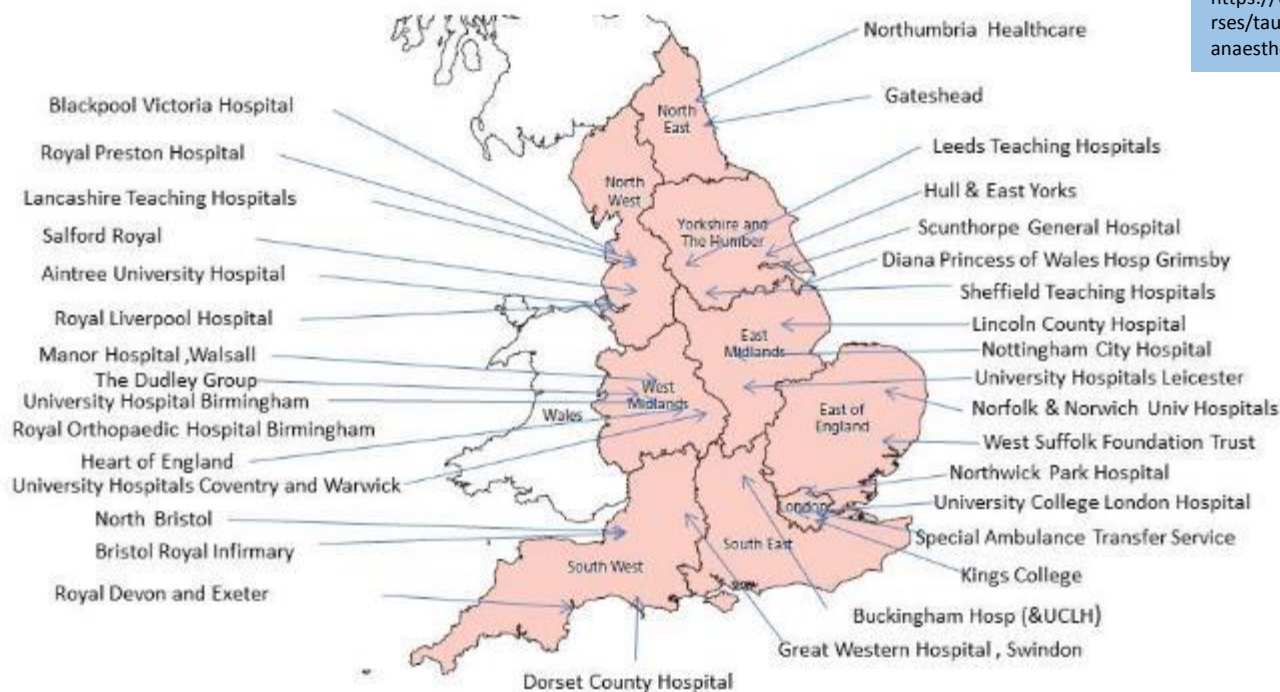 https://
rses/tau
anaesth
Northumbria Healthcare
Gateshead
Leeds Teaching Hospitals
Hull & East Yorks
Scunthorpe General Hospital
Diana Princess of Wales Hosp Grimsby
Sheffield Teaching Hospitals
Lincoln County Hospital
Nottingham City Hospital
University Hospitals Leicester
Norfolk & Norwich Univ Hospitals
West Suffolk Foundation Trust
Northwick Park Hospital
University College London Hospital
Special Ambulance Transfer Service
Kings College
Buckingham Hosp (&UCLH)
Great Western Hospital , Swindon
Dorset County Hospital
Blackpool Victoria Hospital
Royal Preston Hospital
Lancashire Teaching Hospitals
Salford Royal
Aintree University Hospital
Royal Liverpool Hospital
Manor Hospital ,Walsall
The Dudley Group
University Hospital Birmingham
Royal Orthopaedic Hospital Birmingham
Heart of England
University Hospitals Coventry and Warwick
North Bristol
Bristol Royal Infirmary
Royal Devon and Exeter
North
East
North
West
Yorkshire and
The Humber
East
Midlands
West
Midlands
Wales
East of
England
London
South East
South West